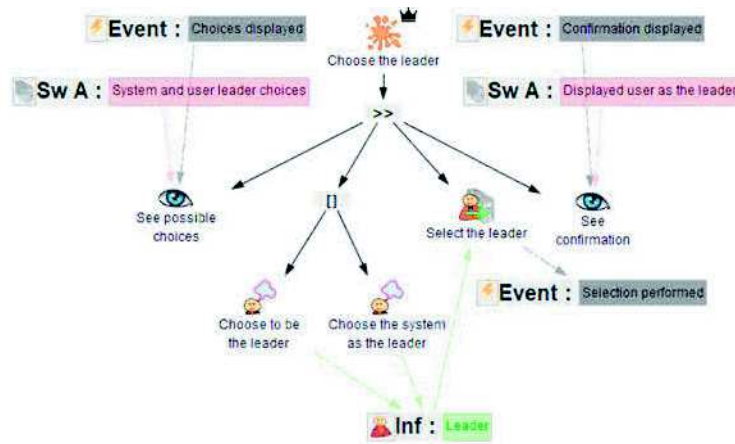 Event : Choices displayed
Event : Confirmation displayed
Choose the leader
Sw A : System and user leader choices
Sw A : Displayed user as the leader
>>
See possible
choices
[]
Select the leader
See
confirmation
Event : Selection performed
Choose to be
the leader
Choose the system
as the leader
Inf : Leader